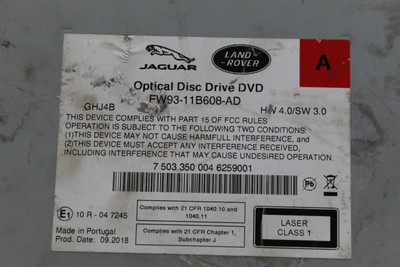 JAGUAR
LAND-ROVER
A
Optical Disc Drive DVD
FW93-11B608-AD
GHJ4B
H/W 4.0/SW 3.0
THIS DEVICE COMPLIES WITH PART 15 OF FCC RULES
OPERATION IS SUBJECT TO THE FOLLOWING TWO CONDITIONS:
(1)THIS DEVICE MAY NOT CAUSE HARMFUL INTERFERENCE, and
(2)THIS DEVICE MUST ACCEPT ANY INTERFERENCE
INCLUDING INTERFERENCE THAT MAY CAUSE UNDESIRED OPERATION
7 503 350 004 6259001
Pb
E1 10 R - 04 7245
Made in Portugal
Prod. Date: 09.2018
Complies with 21 CFR 1040.10 and
1040.11
Complies with 21 CFR Chapter 1,
Subchapter J
LASER
CLASS 1